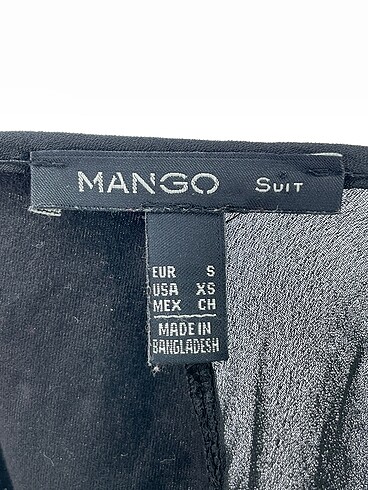 MANGO SUIT
EUR S
USA XS
MEX CH
MADE IN
BANGLADESH